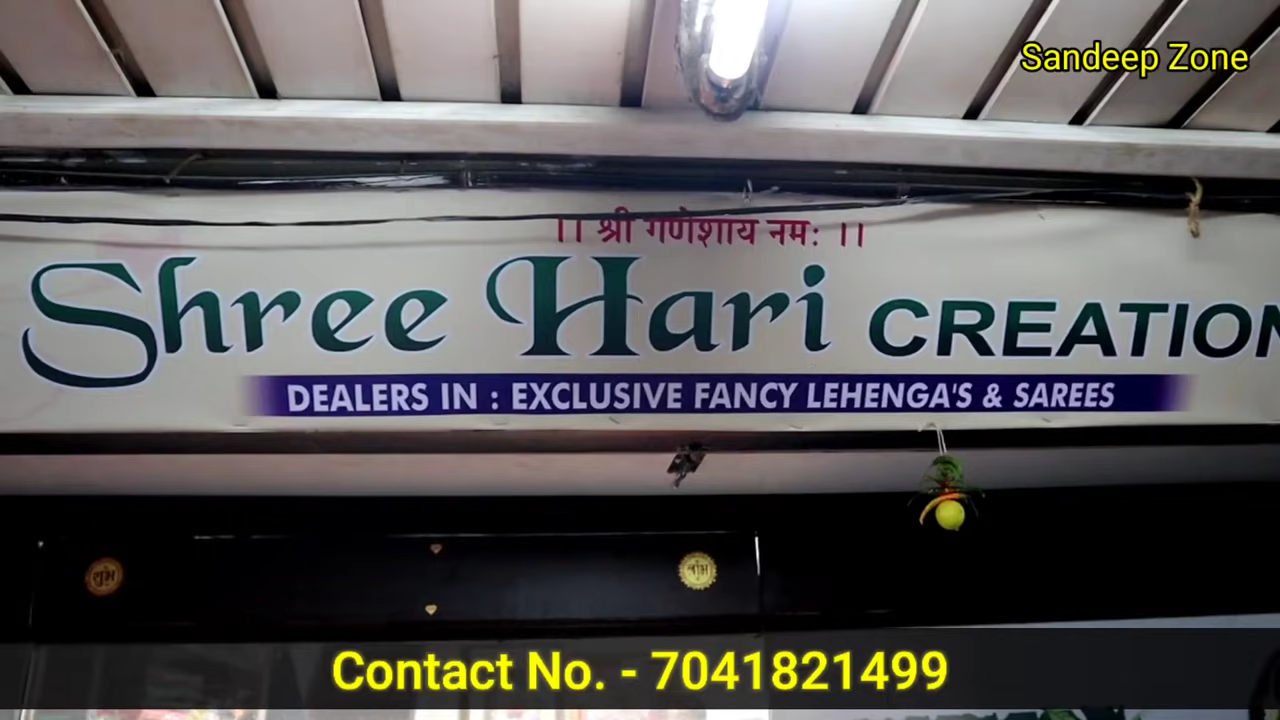 Sandeep Zone
।। श्री गणेशाय नमः ।।
Shree Hari CREATION
DEALERS IN : EXCLUSIVE FANCY LEHENGA'S & SAREES
शुभ
Contact No. - 7041821499